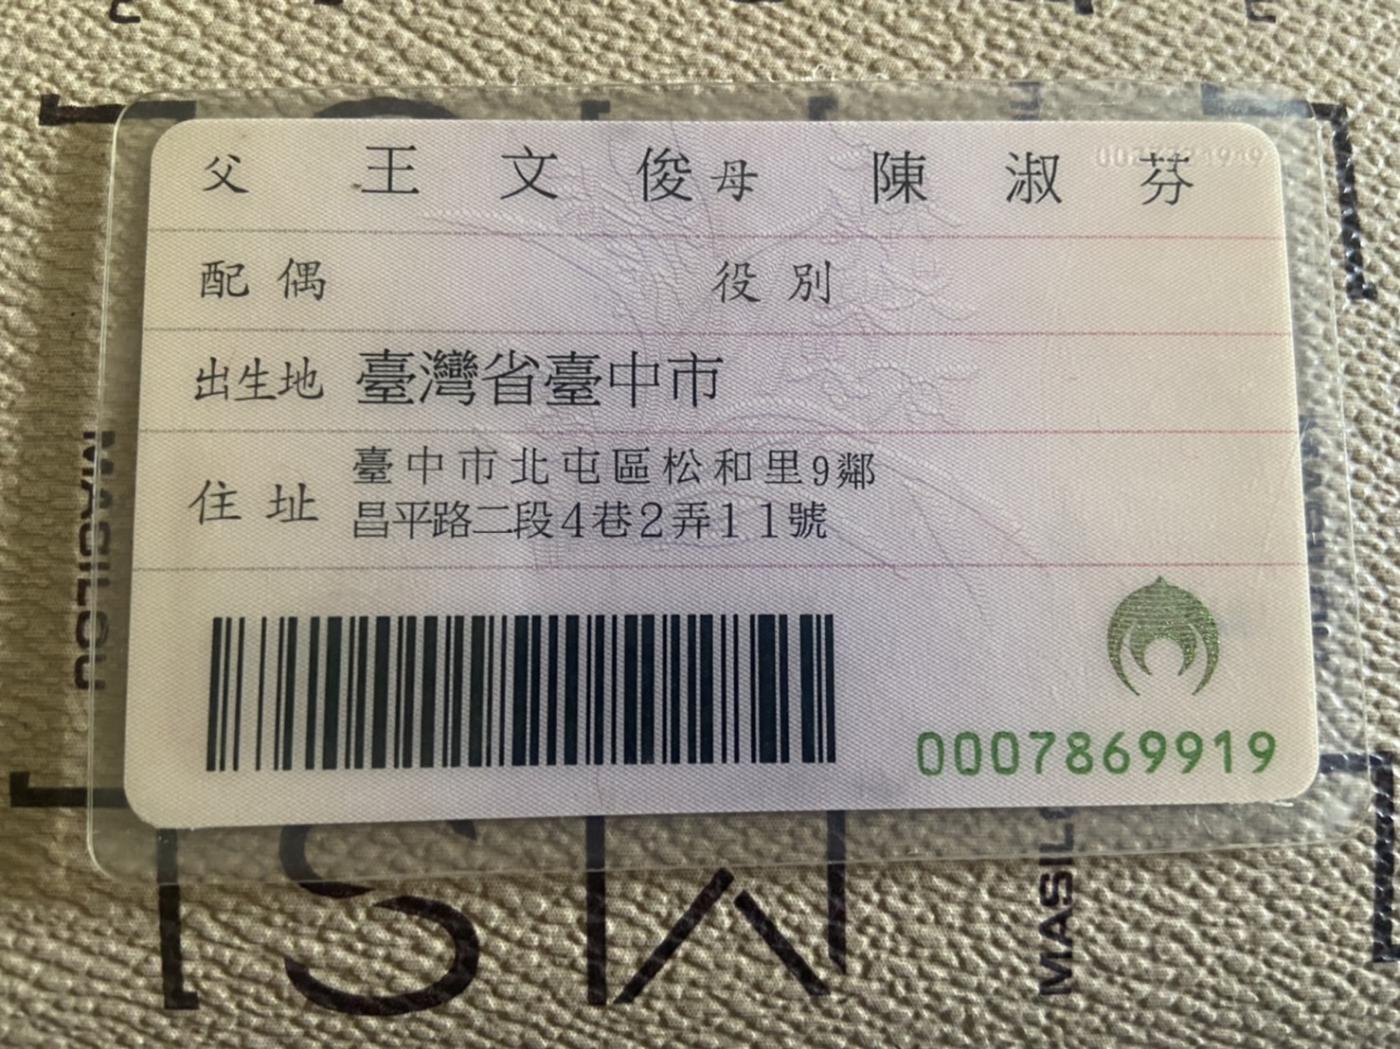 父 王文俊 母 陳淑芬
配偶 役別
出生地 臺灣省臺中市
住址 臺中市北屯區松和里9鄰
昌平路二段4巷2弄11號
0007869919
MASILOU
MASIL